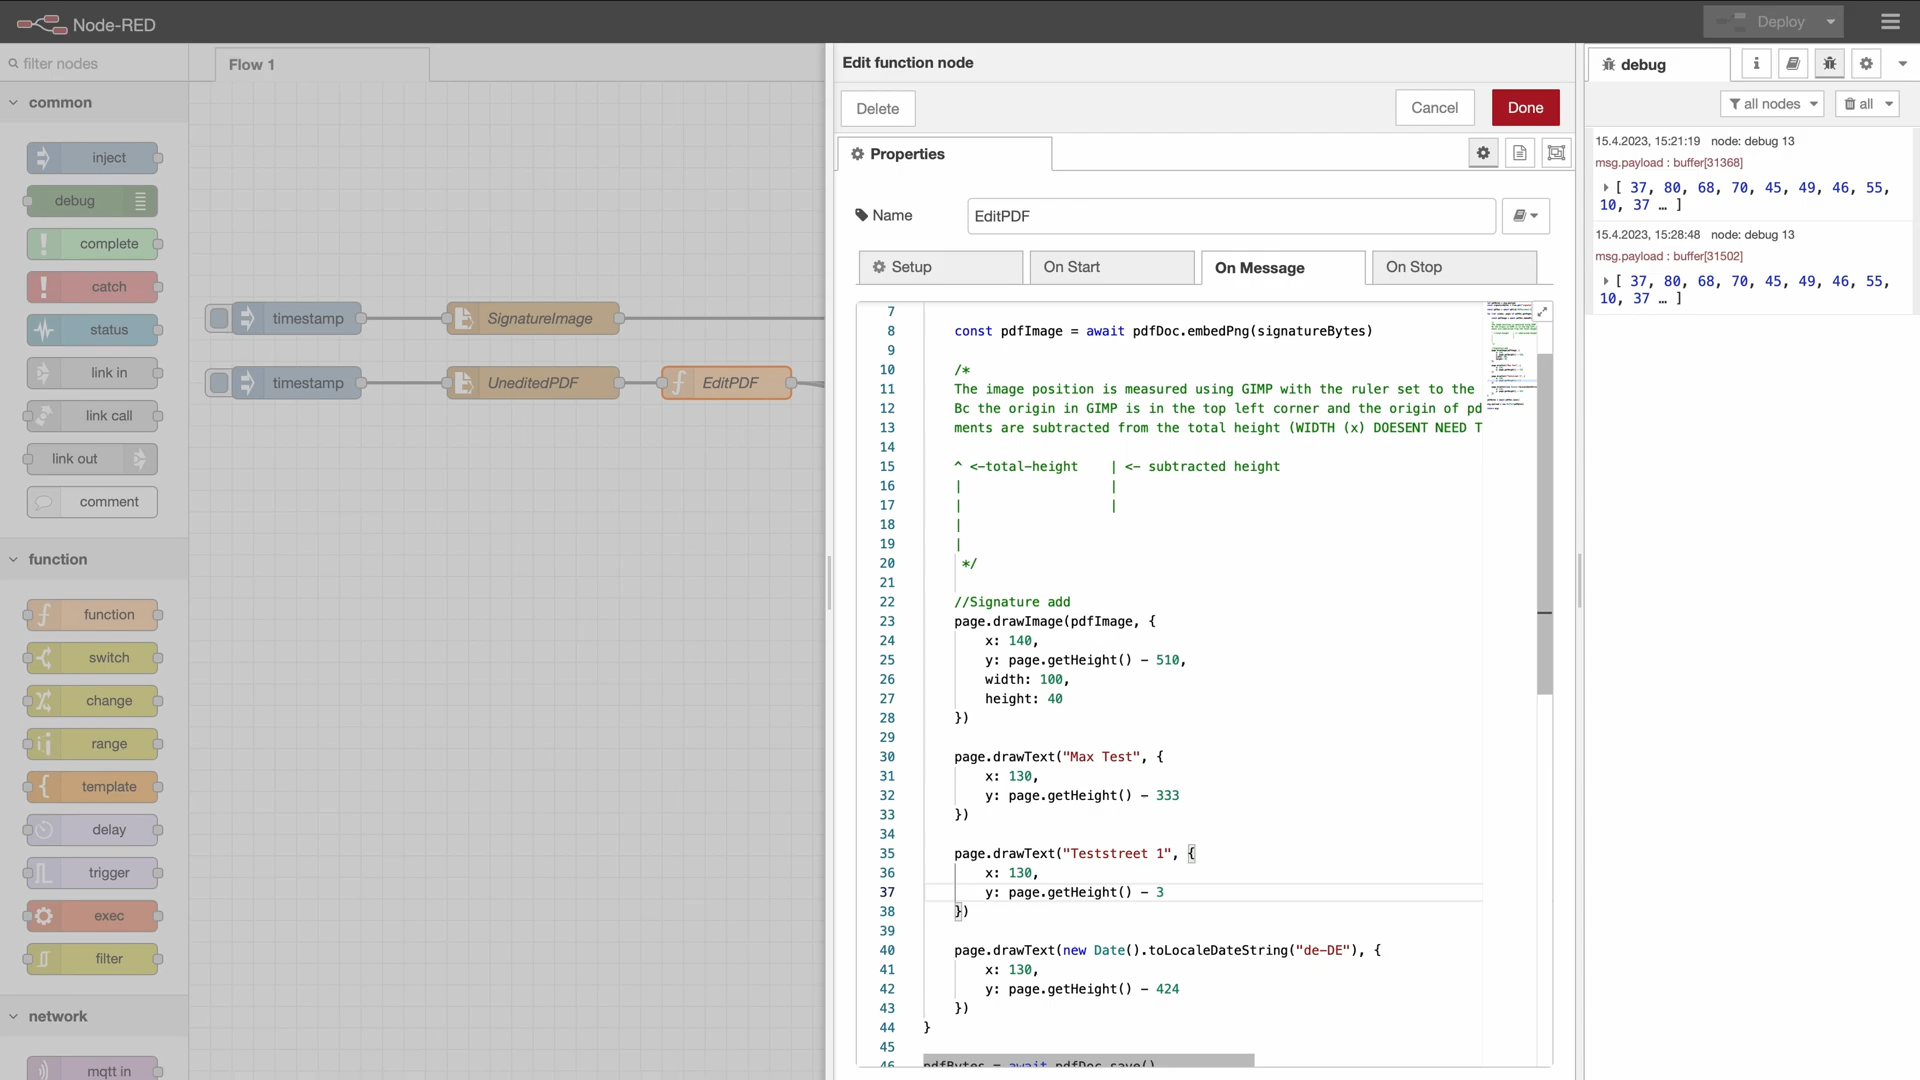 Node-RED
Deploy
filter nodes
Flow 1
common
inject
debug
complete
catch
status
link in
link call
link out
comment
function
function
switch
change
range
template
delay
trigger
exec
filter
network
mqtt in
timestamp
SignatureImage
timestamp
UneditedPDF
EditPDF
Edit function node
Delete
Cancel
Done
Properties
Name
EditPDF
Setup
On Start
On Message
On Stop
7
8 const pdfImage = await pdfDoc.embedPng(signatureBytes)
9
10 /*
11 The image position is measured using GIMP with the ruler set to the
12 Bc the origin in GIMP is in the top left corner and the origin of pd
13 ments are subtracted from the total height (WIDTH (x) DOESENT NEED T
14
15 ^ <-total-height | <- subtracted height
16 | |
17 | |
18 |
19 |
20 */
21
22 //Signature add
23 page.drawImage(pdfImage, {
24 x: 140,
25 y: page.getHeight() - 510,
26 width: 100,
27 height: 40
28 })
29
30 page.drawText("Max Test", {
31 x: 130,
32 y: page.getHeight() - 333
33 })
34
35 page.drawText("Teststreet 1", {
36 x: 130,
37 y: page.getHeight() - 3
38 })
39
40 page.drawText(new Date().toLocaleDateString("de-DE"), {
41 x: 130,
42 y: page.getHeight() - 424
43 })
44 }
45
46 pdfBytes = await pdfDoc.save()
debug
i
all nodes
all
15.4.2023, 15:21:19 node: debug 13
msg.payload : buffer[31368]
[ 37, 80, 68, 70, 45, 49, 46, 55,
10, 37 … ]
15.4.2023, 15:28:48 node: debug 13
msg.payload : buffer[31502]
[ 37, 80, 68, 70, 45, 49, 46, 55,
10, 37 … ]